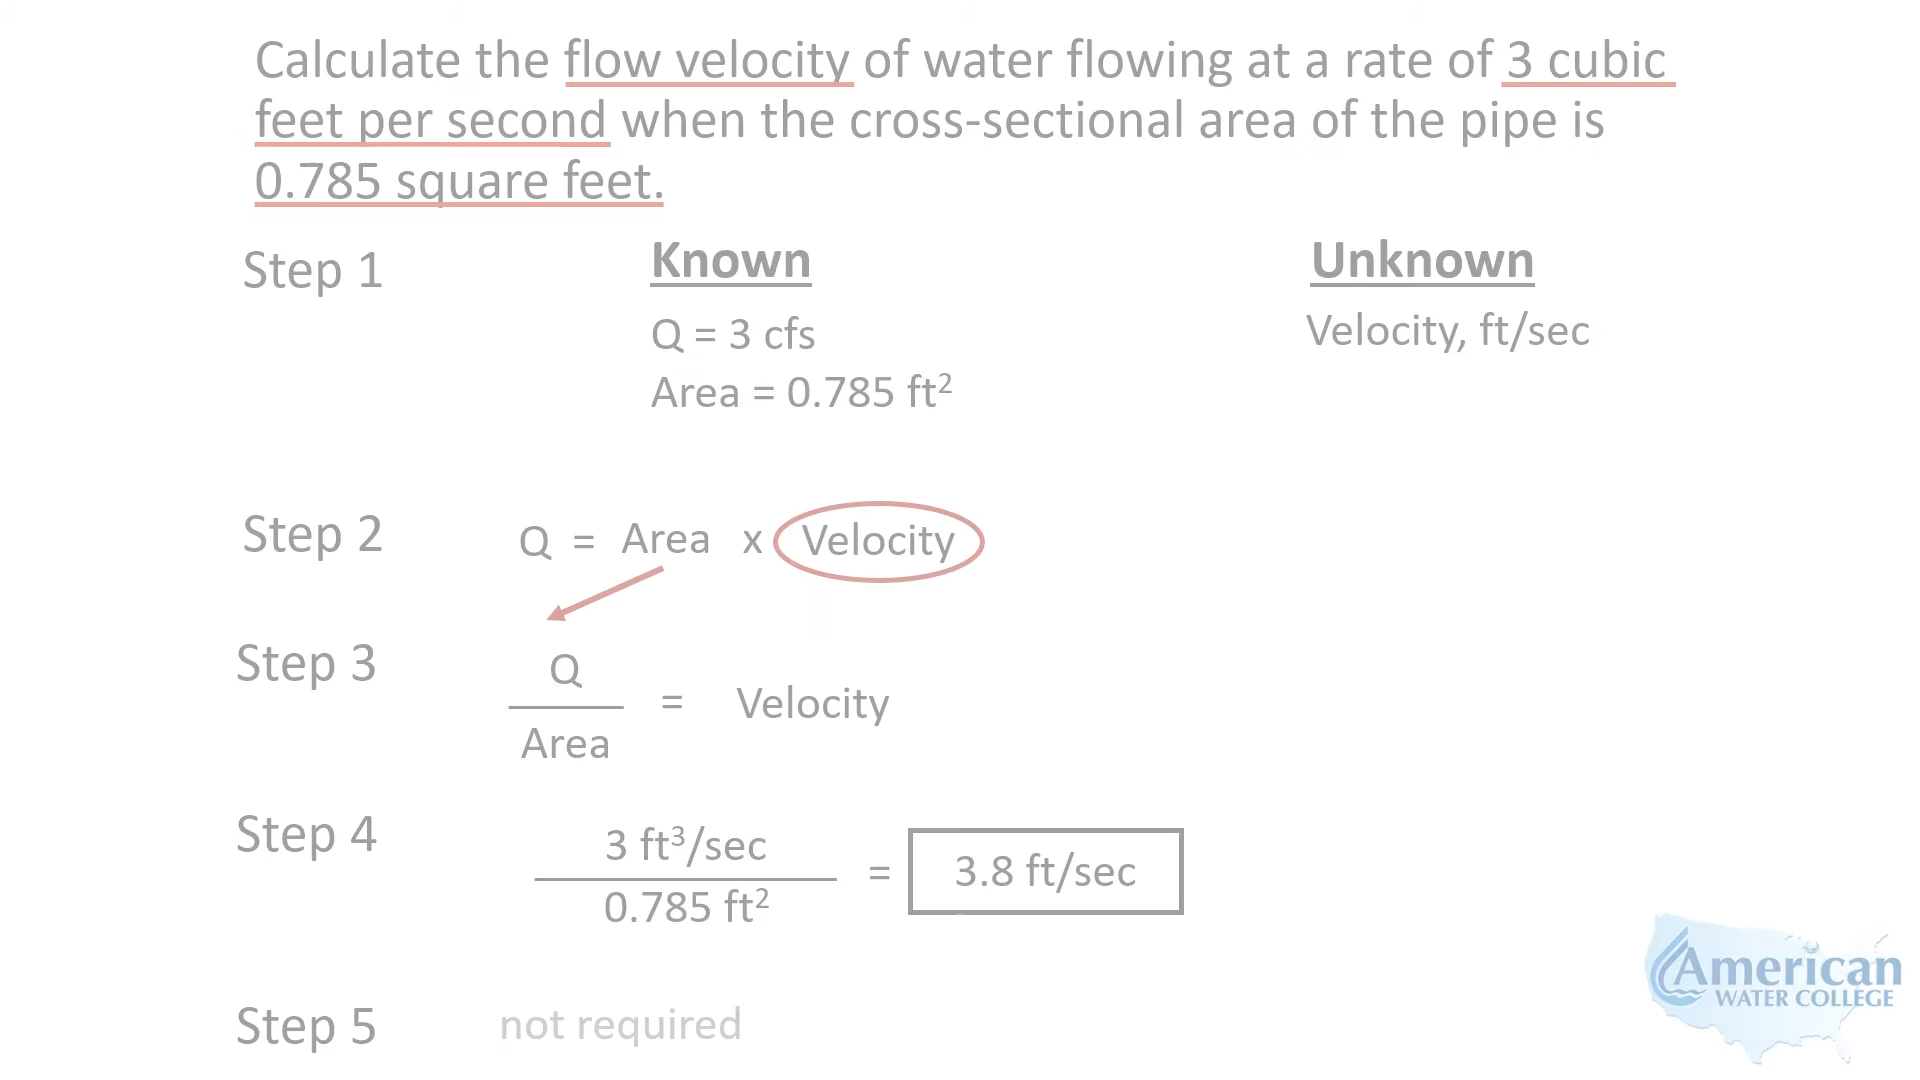 Calculate the flow velocity of water flowing at a rate of 3 cubic
feet per second when the cross-sectional area of the pipe is
0.785 square feet.
Step 1
Known
Unknown
Q = 3 cfs
Velocity, ft/sec
Area = 0.785 ft²
Step 2
Q = Area x Velocity
Step 3
Q
Area
= Velocity
Step 4
3 ft³/sec
0.785 ft²
= 3.8 ft/sec
American
WATER COLLEGE
Step 5
not required